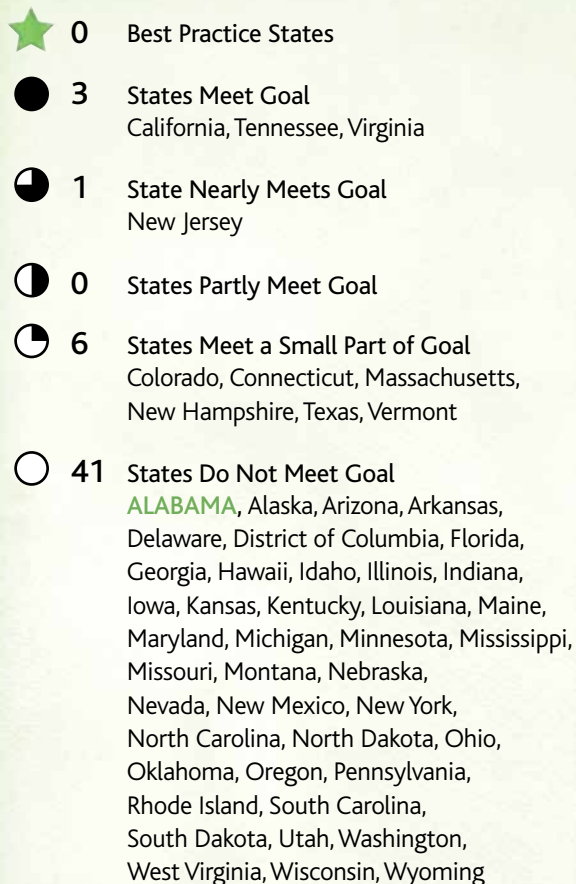 0 Best Practice States
3 States Meet Goal
California, Tennessee, Virginia
1 State Nearly Meets Goal
New Jersey
0 States Partly Meet Goal
6 States Meet a Small Part of Goal
Colorado, Connecticut, Massachusetts,
New Hampshire, Texas, Vermont
41 States Do Not Meet Goal
ALABAMA, Alaska, Arizona, Arkansas,
Delaware, District of Columbia, Florida,
Georgia, Hawaii, Idaho, Illinois, Indiana,
Iowa, Kansas, Kentucky, Louisiana, Maine,
Maryland, Michigan, Minnesota, Mississippi,
Missouri, Montana, Nebraska,
Nevada, New Mexico, New York,
North Carolina, North Dakota, Ohio,
Oklahoma, Oregon, Pennsylvania,
Rhode Island, South Carolina,
South Dakota, Utah, Washington,
West Virginia, Wisconsin, Wyoming